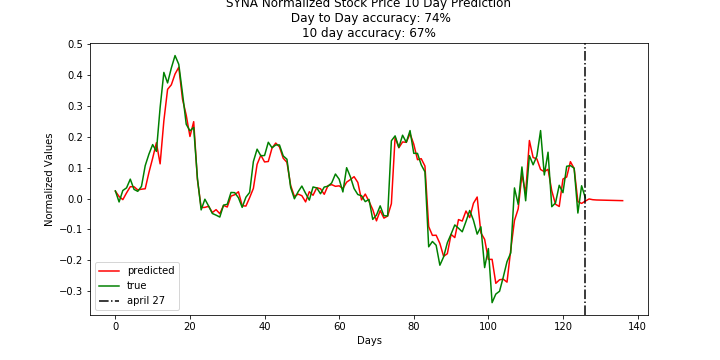 SYNA Normalized Stock Price 10 Day Prediction
Day to Day accuracy: 74%
10 day accuracy: 67%
Normalized Values
0.5
0.4
0.3
0.2
0.1
0.0
−0.1
−0.2
−0.3
predicted
true
april 27
0
20
40
60
80
100
120
140
Days